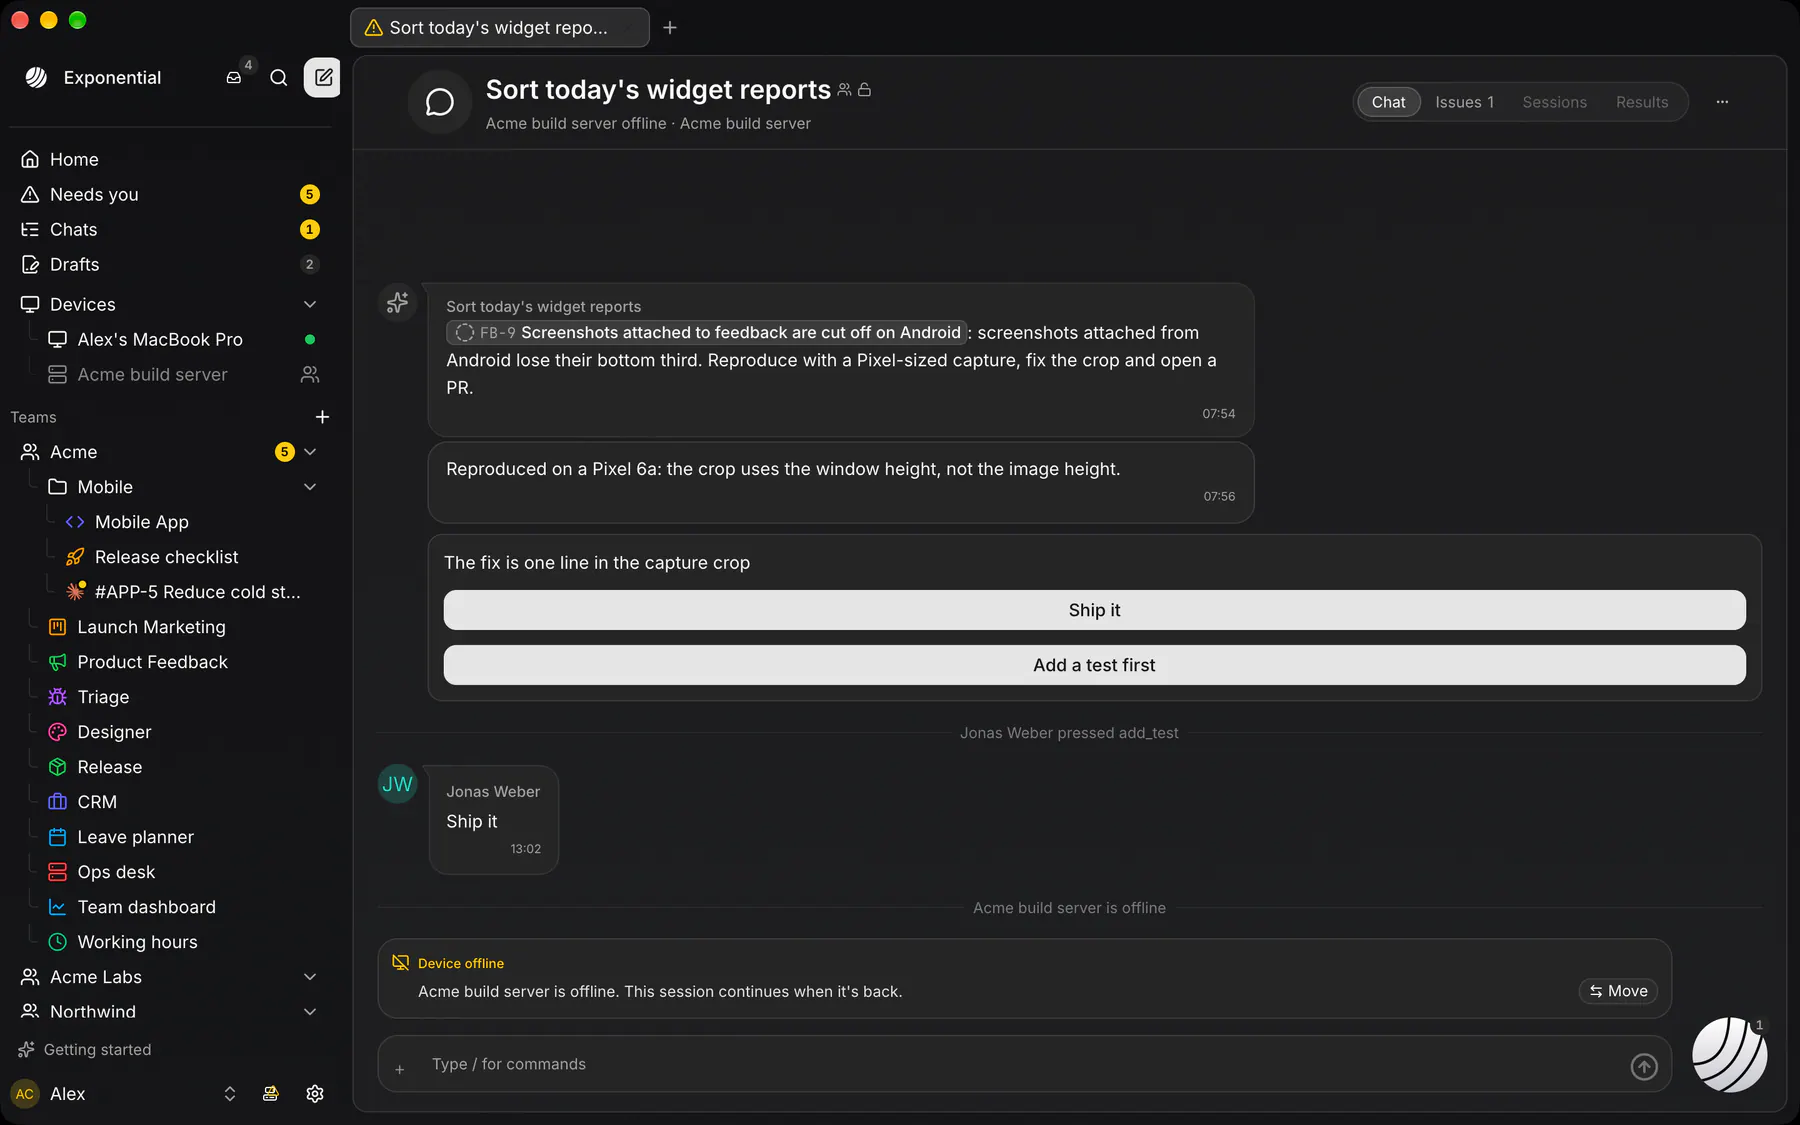 Sort today's widget repo...
Exponential
4
Home
Needs you
5
Chats
1
Drafts
2
Devices
Alex's MacBook Pro
Acme build server
Teams
Acme
5
Mobile
Mobile App
Release checklist
#APP-5 Reduce cold st...
Launch Marketing
Product Feedback
Triage
Designer
Release
CRM
Leave planner
Ops desk
Team dashboard
Working hours
Acme Labs
Northwind
Getting started
AC
Alex
Sort today's widget reports
Acme build server offline · Acme build server
Chat
Issues 1
Sessions
Results
Sort today's widget reports
FB-9 Screenshots attached to feedback are cut off on Android: screenshots attached from
Android lose their bottom third. Reproduce with a Pixel-sized capture, fix the crop and open a
PR.
07:54
Reproduced on a Pixel 6a: the crop uses the window height, not the image height.
07:56
The fix is one line in the capture crop
Ship it
Add a test first
Jonas Weber pressed add_test
JW
Jonas Weber
Ship it
13:02
Acme build server is offline
Device offline
Acme build server is offline. This session continues when it's back.
Move
Type / for commands
1